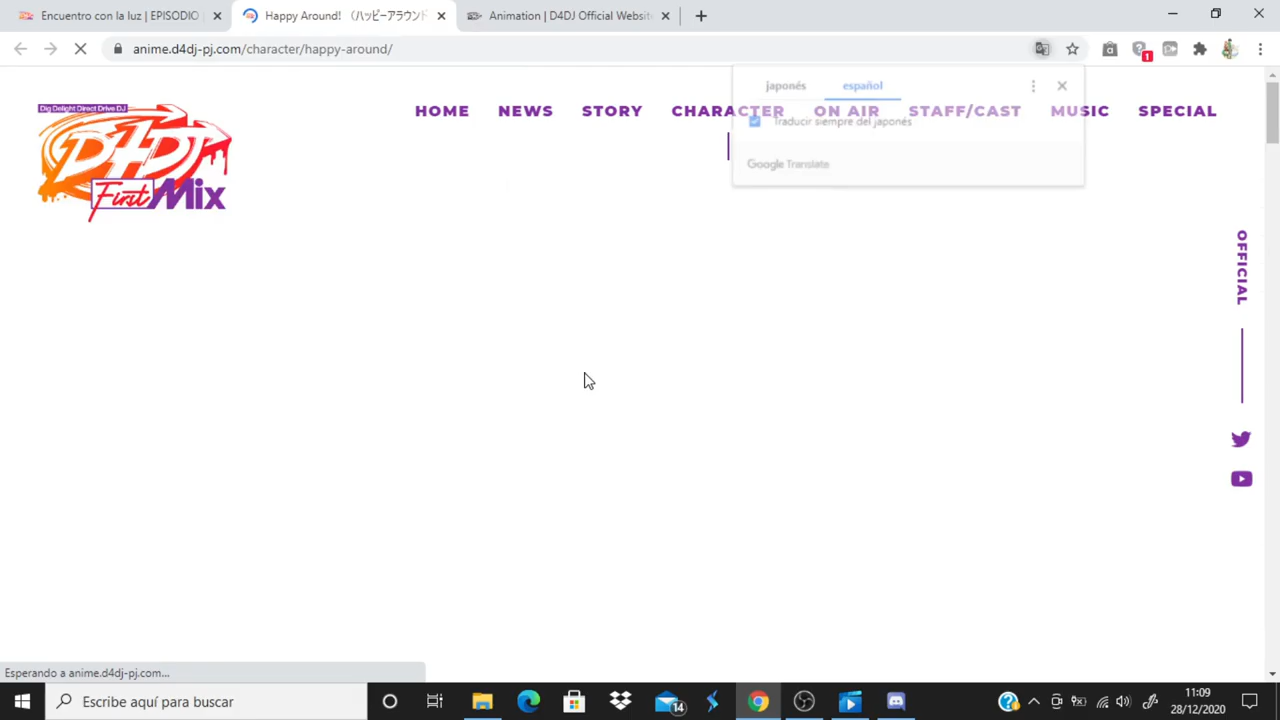 Encuentro con la luz | EPISODIO
Happy Around! （ハッピーアラウンド
Animation | D4DJ Official Website
anime.d4dj-pj.com/character/happy-around/
1
japonés español
Traducir siempre del japonés
Google Translate
Dig Delight Direct Drive DJ
D4DJ
First Mix
HOME NEWS STORY CHARACTER ON AIR STAFF/CAST MUSIC SPECIAL
OFFICIAL
Esperando a anime.d4dj-pj.com...
Escribe aquí para buscar
14
11:09
28/12/2020